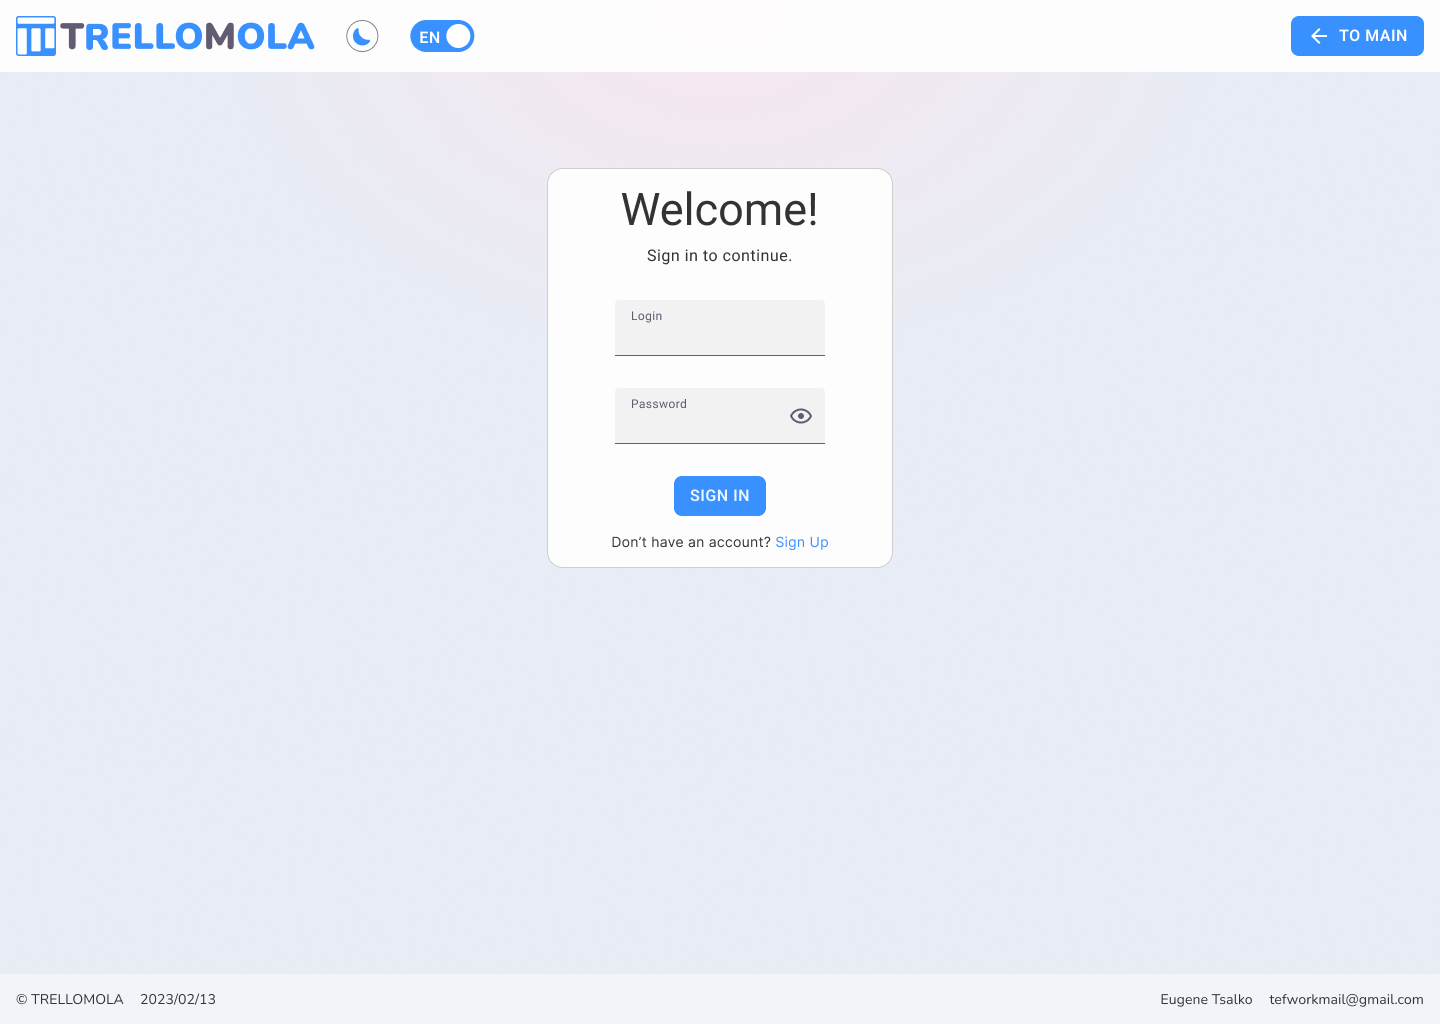 TRELLOMOLA
EN
TO MAIN
Welcome!
Sign in to continue.
Login
Password
SIGN IN
Don’t have an account? Sign Up
© TRELLOMOLA 2023/02/13
Eugene Tsalko tefworkmail@gmail.com